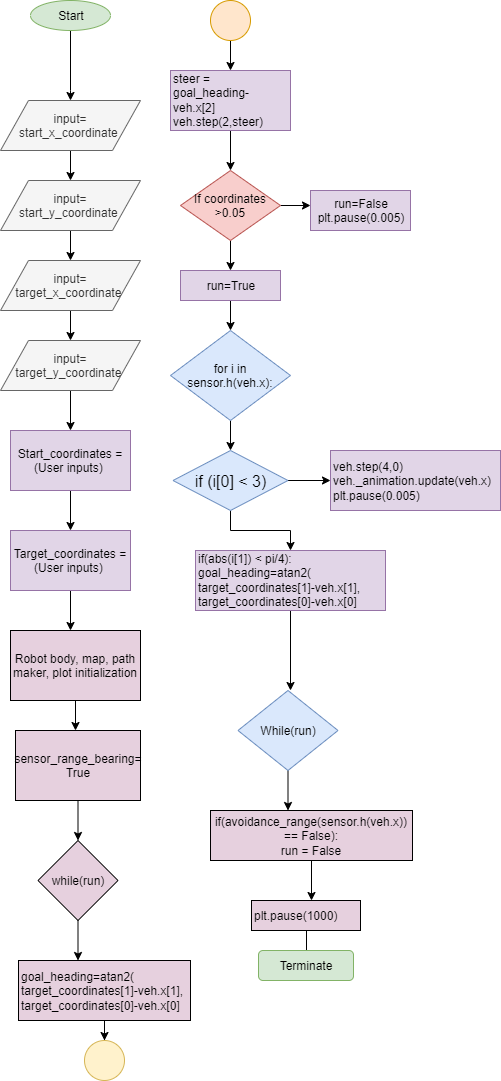 Start
input=
start_x_coordinate
input=
start_y_coordinate
input=
target_x_coordinate
input=
target_y_coordinate
Start_coordinates =
(User inputs)
Target_coordinates =
(User inputs)
Robot body, map, path
maker, plot initialization
sensor_range_bearing=
True
while(run)
goal_heading=atan2(
target_coordinates[1]-veh.x[1],
target_coordinates[0]-veh.x[0]
steer =
goal_heading-
veh.x[2]
veh.step(2,steer)
If coordinates
>0.05
run=False
plt.pause(0.005)
run=True
for i in
sensor.h(veh.x):
if (i[0] < 3)
veh.step(4,0)
veh._animation.update(veh.x)
plt.pause(0.005)
if(abs(i[1]) < pi/4):
goal_heading=atan2(
target_coordinates[1]-veh.x[1],
target_coordinates[0]-veh.x[0]
While(run)
if(avoidance_range(sensor.h(veh.x))
== False):
run = False
plt.pause(1000)
Terminate